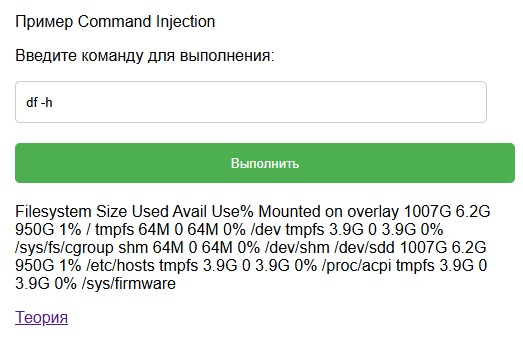 Пример Command Injection
Введите команду для выполнения:
df -h
Выполнить
Filesystem Size Used Avail Use% Mounted on overlay 1007G 6.2G
950G 1% / tmpfs 64M 0 64M 0% /dev tmpfs 3.9G 0 3.9G 0%
/sys/fs/cgroup shm 64M 0 64M 0% /dev/shm /dev/sdd 1007G 6.2G
950G 1% /etc/hosts tmpfs 3.9G 0 3.9G 0% /proc/acpi tmpfs 3.9G 0
3.9G 0% /sys/firmware
Теория